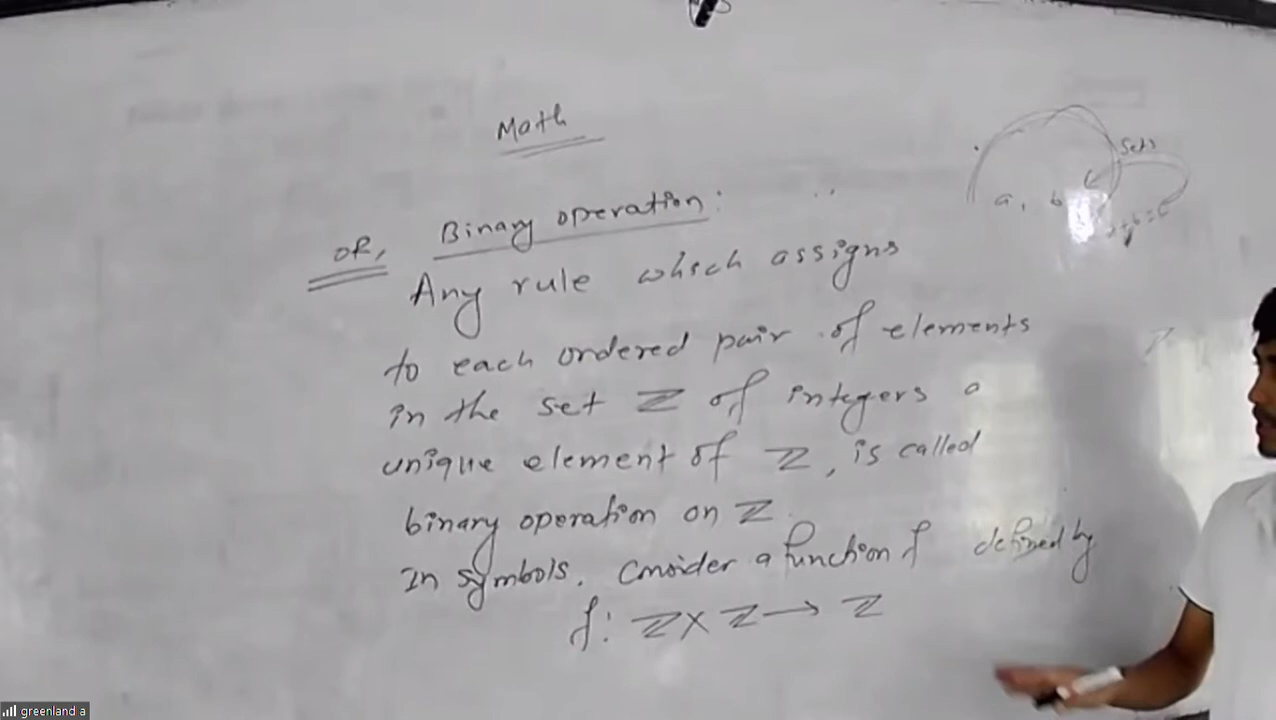 Math
OR, Binary operation:
Any rule which assigns
to each ordered pair of elements
in the set ℤ of integers a
unique element of ℤ, is called
binary operation on ℤ.
In symbols. Consider a function f defined by
f: ℤ×ℤ→ℤ
Sets
a, b
greenland a